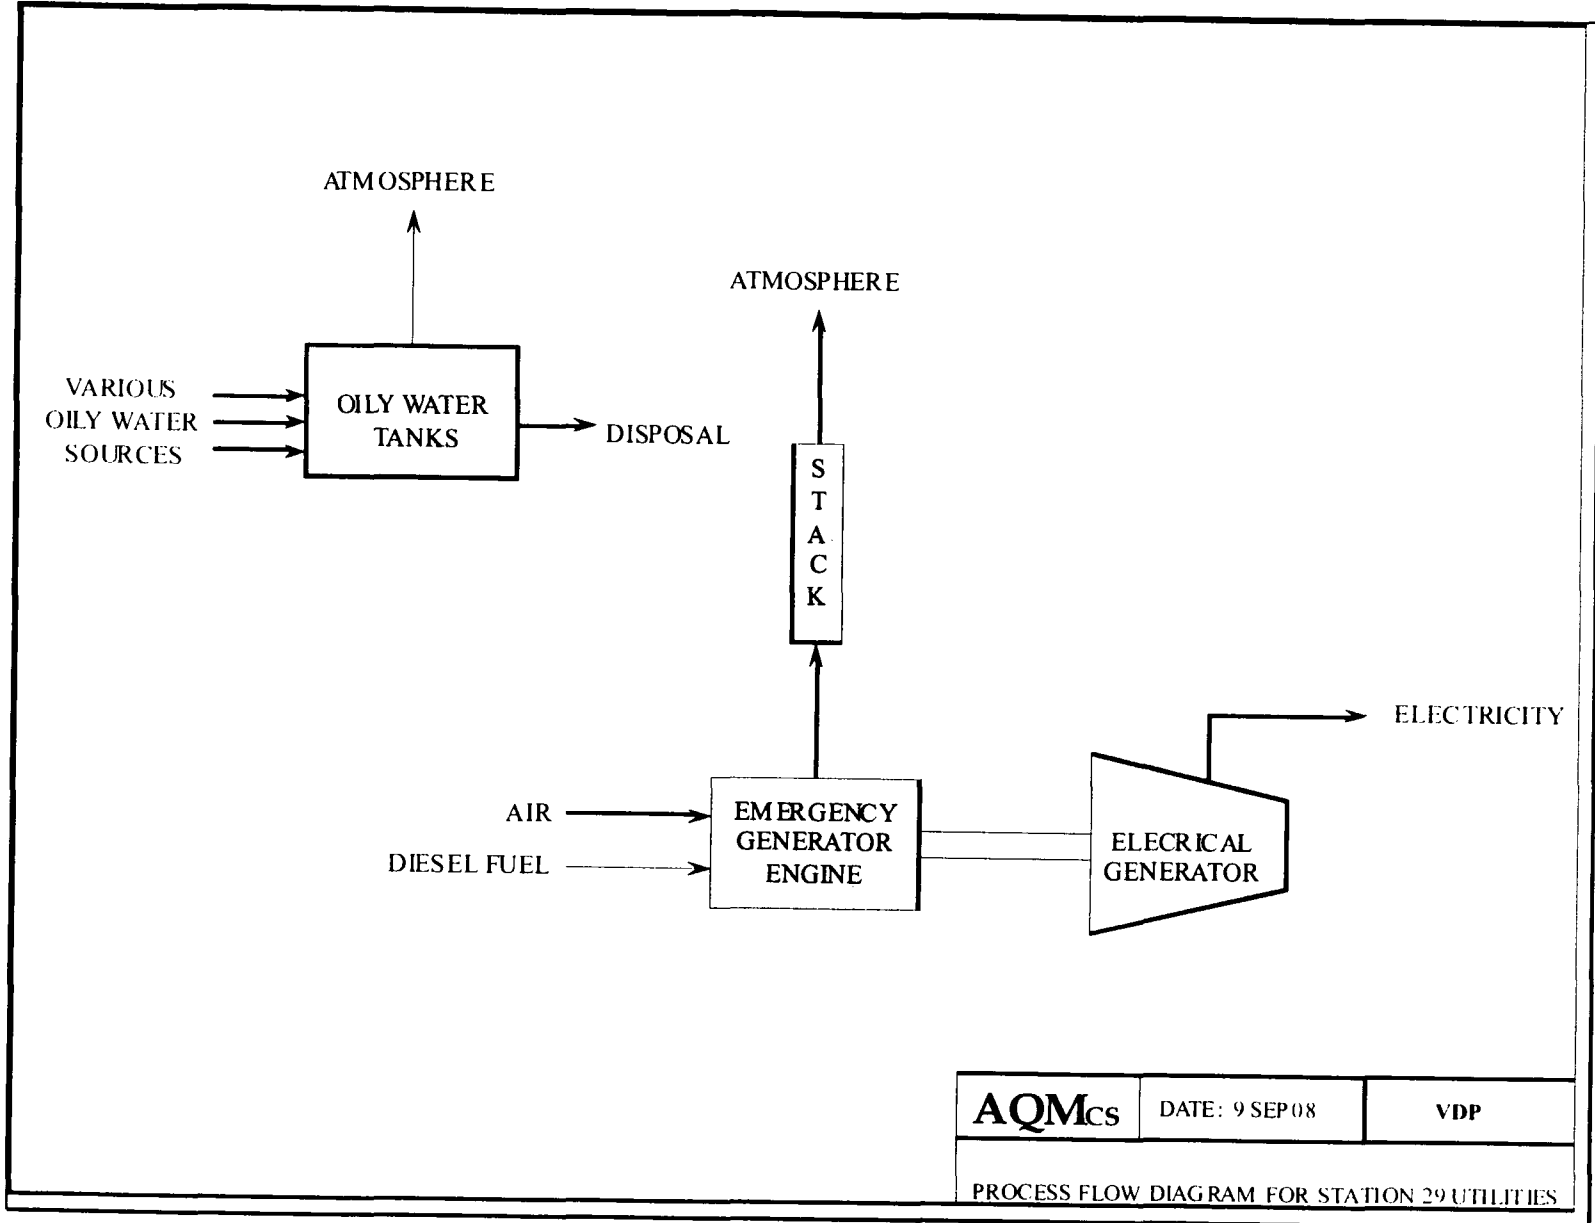 ATMOSPHERE
ATMOSPHERE
VARIOUS
OILY WATER
SOURCES
OILY WATER
TANKS
DISPOSAL
S
T
A
C
K
ELECTRICITY
AIR
DIESEL FUEL
EMERGENCY
GENERATOR
ENGINE
ELECRICAL
GENERATOR
AQMCS
DATE: 9 SEP 08
VDP
PROCESS FLOW DIAGRAM FOR STATION 29 UTILITIES